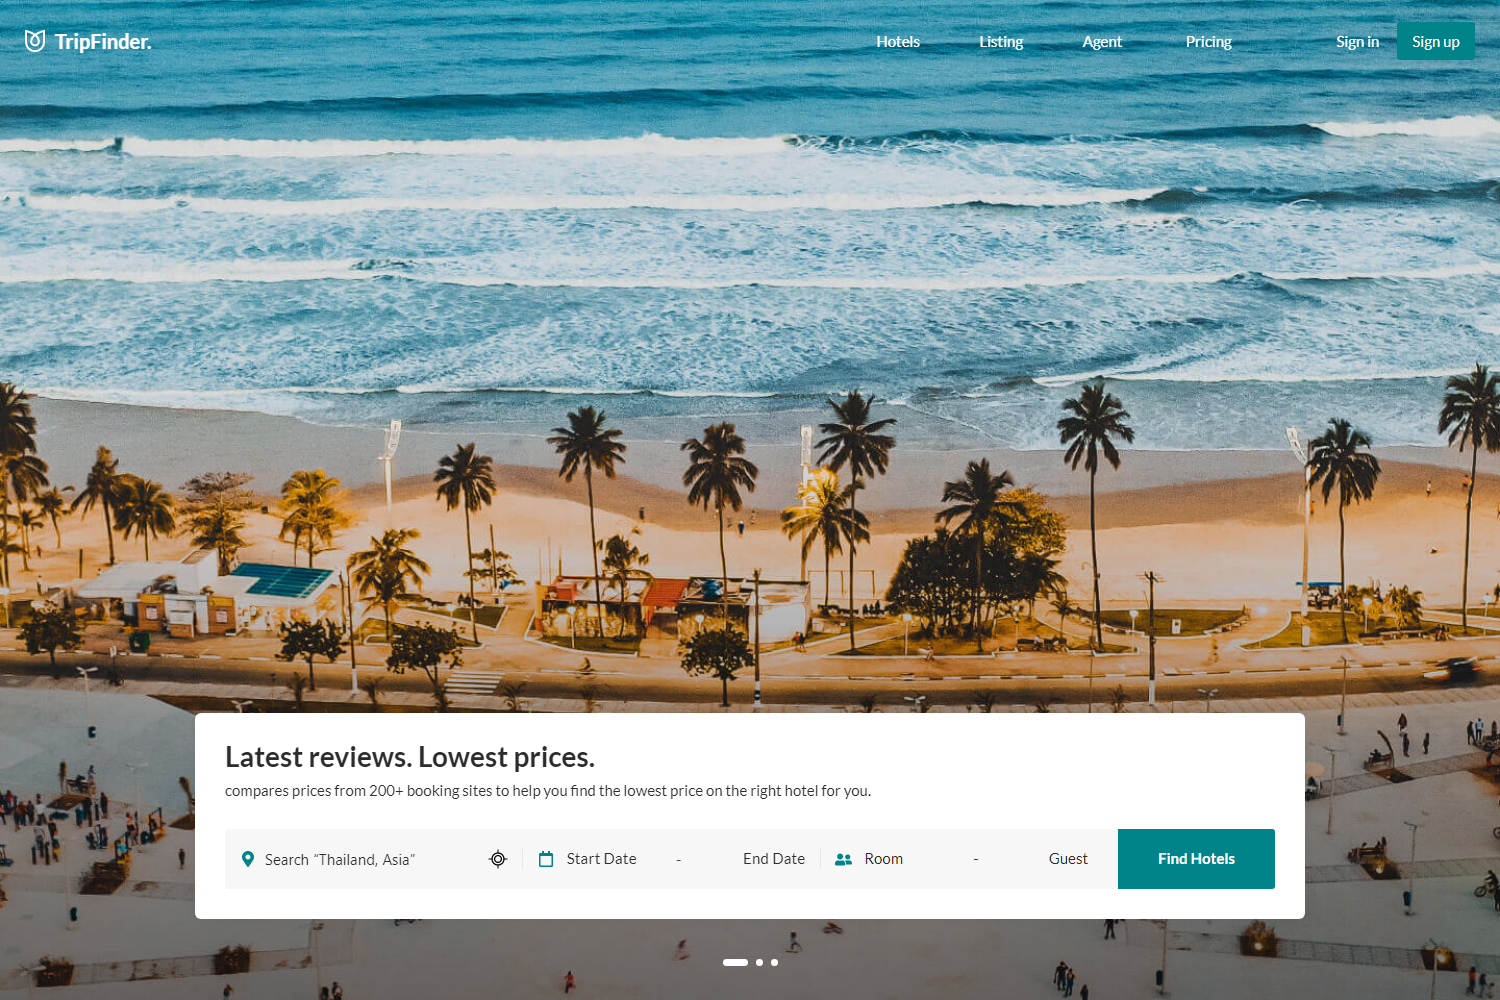 TripFinder.
Hotels Listing Agent Pricing Sign in Sign up
Latest reviews. Lowest prices.
compares prices from 200+ booking sites to help you find the lowest price on the right hotel for you.
Search “Thailand, Asia” Start Date - End Date Room - Guest Find Hotels